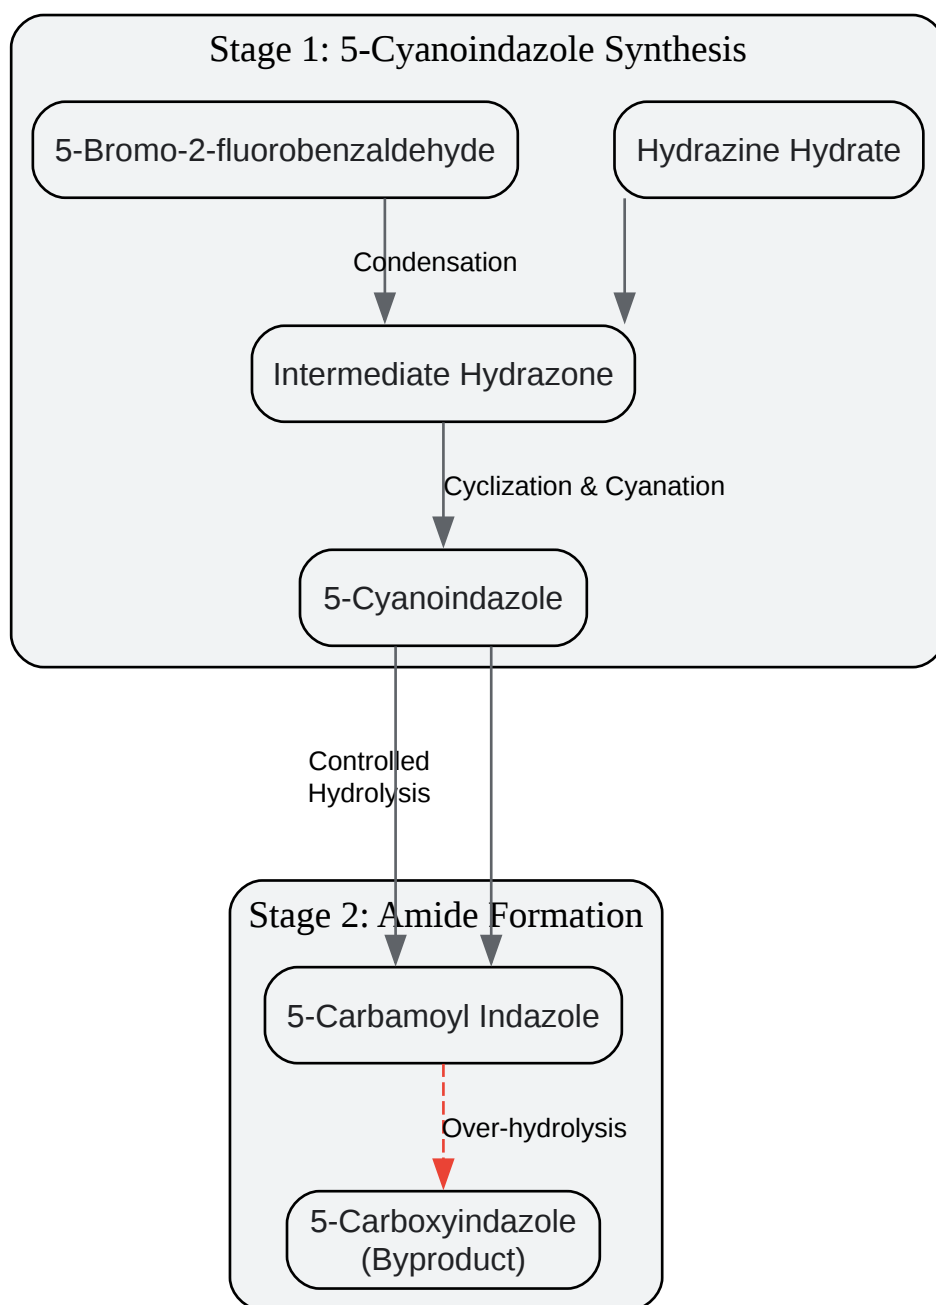 Stage 1: 5-Cyanoindazole Synthesis
5-Bromo-2-fluorobenzaldehyde
Hydrazine Hydrate
Condensation
Intermediate Hydrazone
Cyclization & Cyanation
5-Cyanoindazole
Controlled
Hydrolysis
Stage 2: Amide Formation
5-Carbamoyl Indazole
Over-hydrolysis
5-Carboxyindazole
(Byproduct)